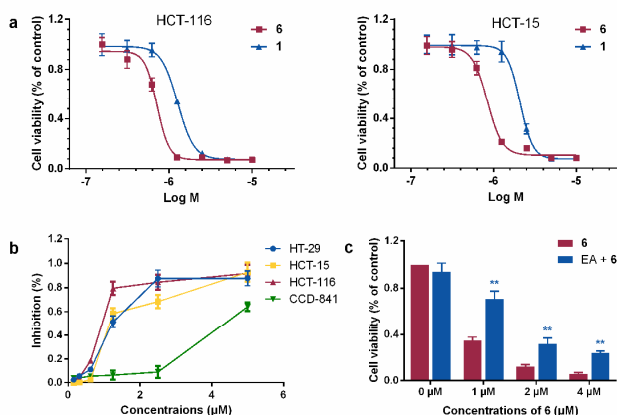 a
HCT-116
Cell viability (% of control)
1.2
0.8
0.4
0.0
6
1
-7
-6
-5
-4
Log M
HCT-15
Cell viability (% of control)
1.2
0.8
0.4
0.0
6
1
-7
-6
-5
-4
Log M
b
Inhibition (%)
1.2
1.0
0.8
0.6
0.4
0.2
0.0
HT-29
HCT-15
HCT-116
CCD-841
0
2
4
6
Concentraions (μM)
c
Cell viability (% of control)
1.2
0.8
0.4
0.0
6
EA + 6
**
**
**
0 μM
1 μM
2 μM
4 μM
Concentrations of 6 (μM)